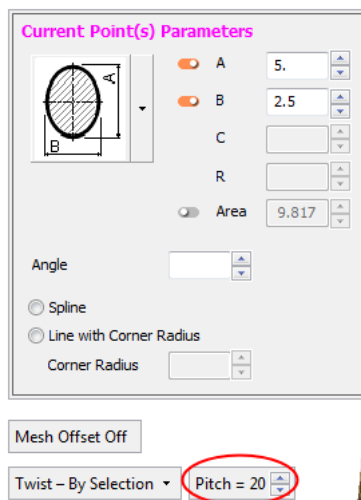 Current Point(s) Parameters
A 5.
B 2.5
C
R
Area 9.817
A
B
Angle
Spline
Line with Corner Radius
Corner Radius
Mesh Offset Off
Twist – By Selection Pitch = 20